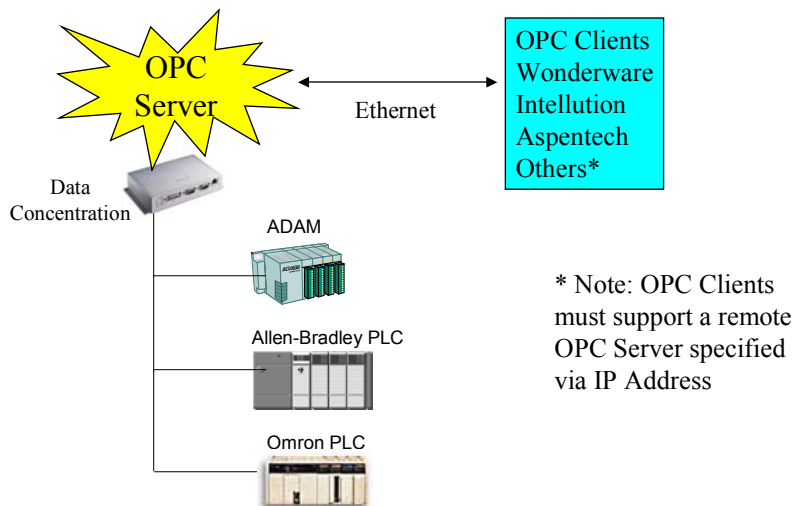 OPC
Server
Ethernet
OPC Clients
Wonderware
Intellution
Aspentech
Others*
Data
Concentration
ADAM
Allen-Bradley PLC
Omron PLC
* Note: OPC Clients
must support a remote
OPC Server specified
via IP Address